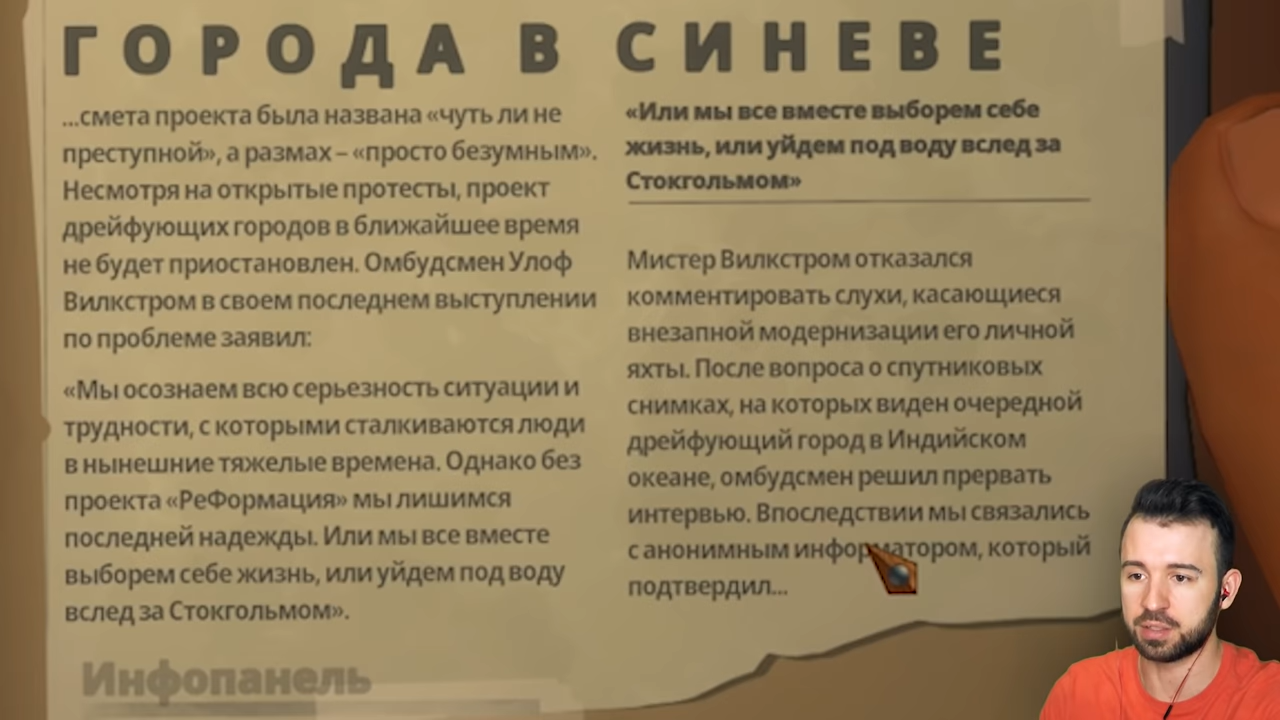 ГОРОДА В СИНЕВЕ
...смета проекта была названа «чуть ли не
преступной», а размах – «просто безумным».
Несмотря на открытые протесты, проект
дрейфующих городов в ближайшее время
не будет приостановлен. Омбудсмен Улоф
Вилкстром в своем последнем выступлении
по проблеме заявил:
«Мы осознаем всю серьезность ситуации и
трудности, с которыми сталкиваются люди
в нынешние тяжелые времена. Однако без
проекта «РеФормация» мы лишимся
последней надежды. Или мы все вместе
выборем себе жизнь, или уйдем под воду
вслед за Стокгольмом».
Инфопанель
«Или мы все вместе выборем себе
жизнь, или уйдем под воду вслед за
Стокгольмом»
Мистер Вилкстром отказался
комментировать слухи, касающиеся
внезапной модернизации его личной
яхты. После вопроса о спутниковых
снимках, на которых виден очередной
дрейфующий город в Индийском
океане, омбудсмен решил прервать
интервью. Впоследствии мы связались
с анонимным информатором, который
подтвердил...